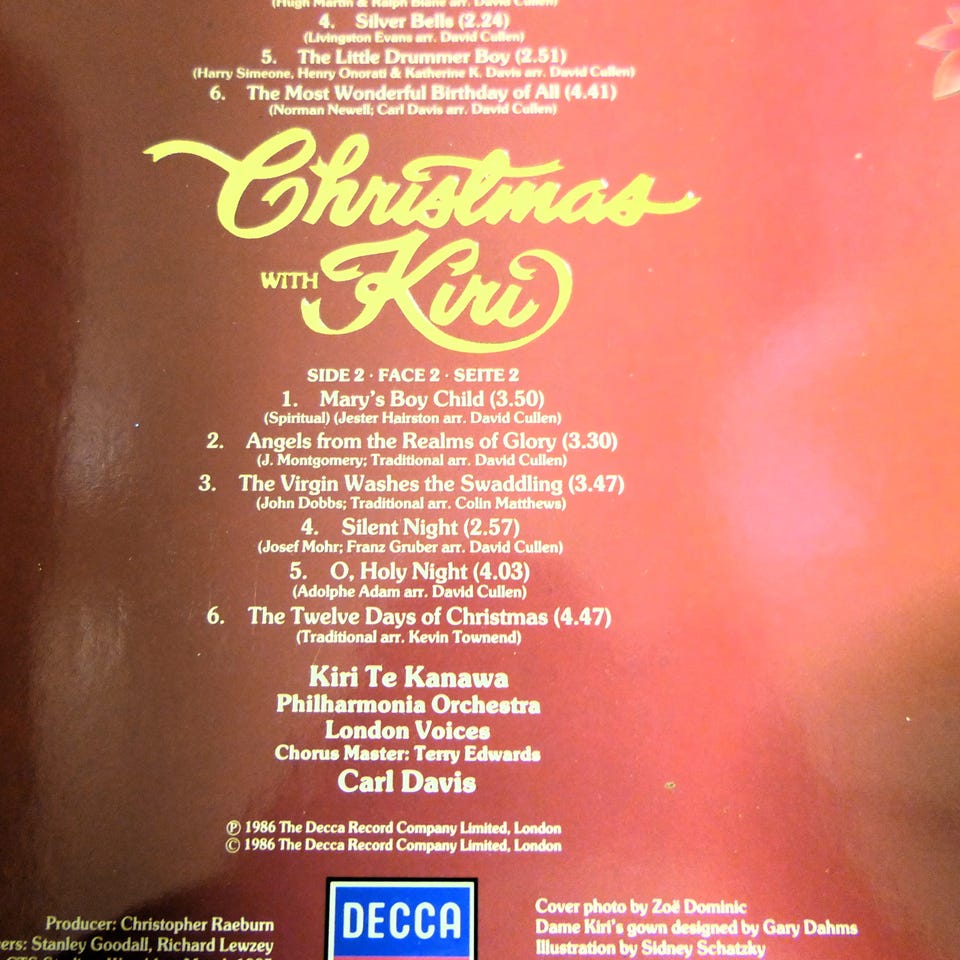 (Hugh Martin & Ralph Blane arr. David Cullen)
4. Silver Bells (2.24)
(Livingston Evans arr. David Cullen)
5. The Little Drummer Boy (2.51)
(Harry Simeone, Henry Onorati & Katherine K. Davis arr. David Cullen)
6. The Most Wonderful Birthday of All (4.41)
(Norman Newell; Carl Davis arr. David Cullen)
Christmas
WITH Kiri
SIDE 2 · FACE 2 · SEITE 2
1. Mary's Boy Child (3.50)
(Spiritual) (Jester Hairston arr. David Cullen)
2. Angels from the Realms of Glory (3.30)
(J. Montgomery; Traditional arr. David Cullen)
3. The Virgin Washes the Swaddling (3.47)
(John Dobbs; Traditional arr. Colin Matthews)
4. Silent Night (2.57)
(Josef Mohr; Franz Gruber arr. David Cullen)
5. O, Holy Night (4.03)
(Adolphe Adam arr. David Cullen)
6. The Twelve Days of Christmas (4.47)
(Traditional arr. Kevin Townend)
Kiri Te Kanawa
Philharmonia Orchestra
London Voices
Chorus Master: Terry Edwards
Carl Davis
℗ 1986 The Decca Record Company Limited, London
© 1986 The Decca Record Company Limited, London
DECCA
Producer: Christopher Raeburn
ers: Stanley Goodall, Richard Lewzey
Cover photo by Zoë Dominic
Dame Kiri's gown designed by Gary Dahms
Illustration by Sidney Schatzky